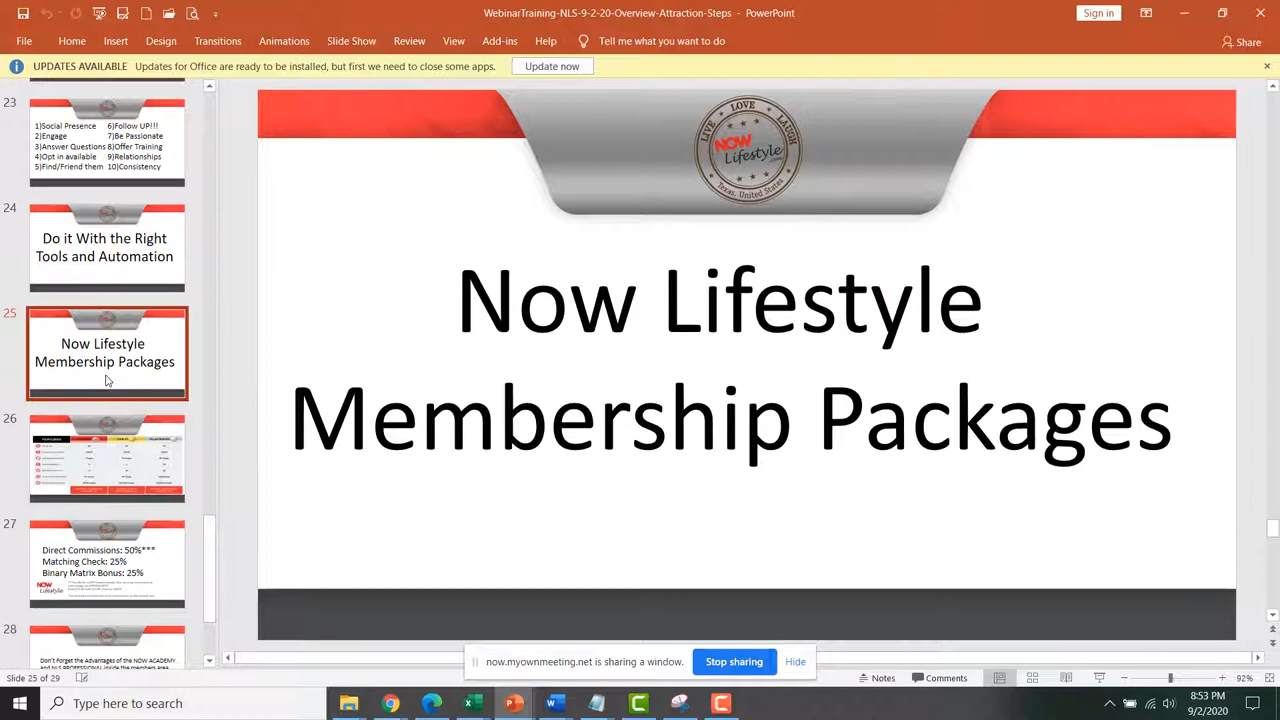 WebinarTraining-NLS-9-2-20-Overview-Attraction-Steps - PowerPoint
Sign in
File Home Insert Design Transitions Animations Slide Show Review View Add-ins Help Tell me what you want to do
Share
UPDATES AVAILABLE Updates for Office are ready to be installed, but first we need to close some apps. Update now
23
1)Social Presence 6)Follow UP!!!
2)Engage 7)Be Passionate
3)Answer Questions 8)Offer Training
4)Opt in available 9)Relationships
5)Find/Friend them 10)Consistency
24
Do it With the Right
Tools and Automation
25
Now Lifestyle
Membership Packages
26
27
Direct Commissions: 50%***
Matching Check: 25%
Binary Matrix Bonus: 25%
NOW
Lifestyle
28
Don't Forget the Advantages of the NOW ACADEMY
LIVE LOVE LAUGH
NOW
Lifestyle
.com
Texas, United States
Now Lifestyle
Membership Packages
now.myownmeeting.net is sharing a window. Stop sharing Hide
Slide 25 of 29
Notes Comments 92%
Type here to search
8:53 PM
9/2/2020